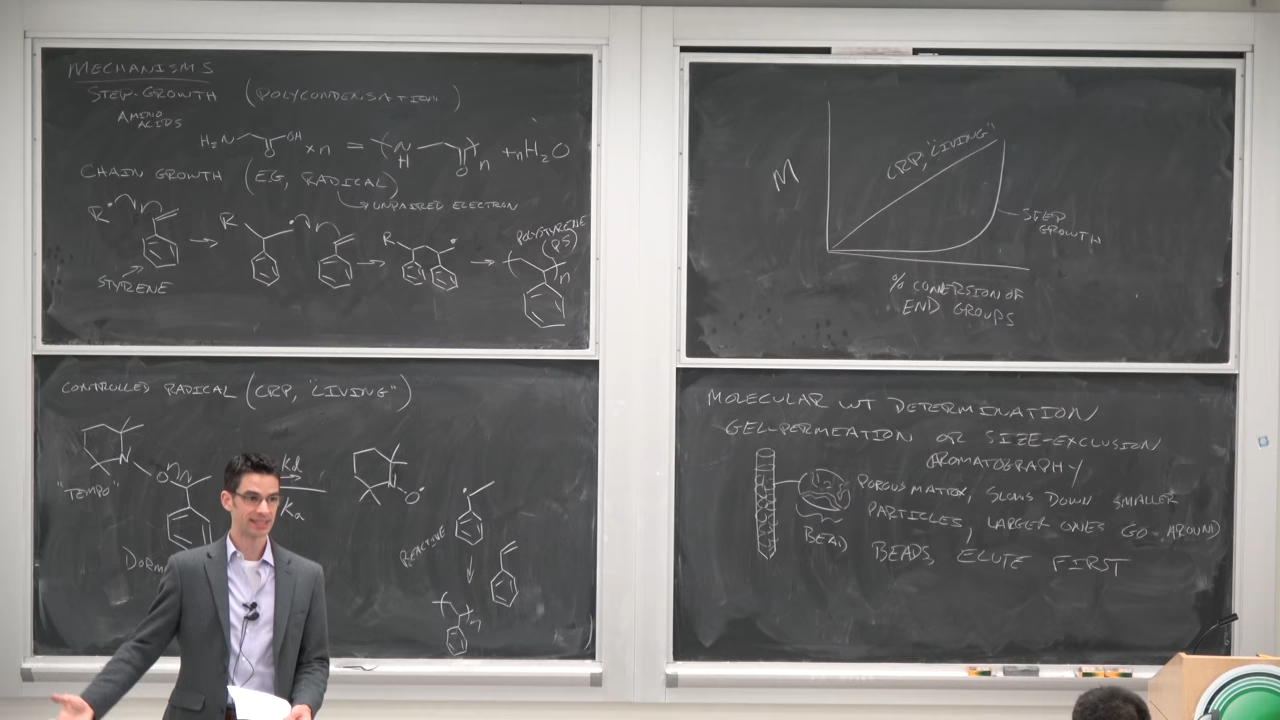 MECHANISMS
STEP-GROWTH (POLYCONDENSATION)
AMINO
ACIDS
H₂N OH × n = ( N H )n + nH₂O
CHAIN GROWTH (EG, RADICAL)
UNPAIRED ELECTRON
R• → R → R → n
POLYSTYRENE
(PS)
STYRENE
CONTROLLED RADICAL (CRP, "LIVING")
"TEMPO"
N O
Kd
Ka
N O•
DORM
REACTIVE
n
M
CRP, "LIVING"
STEP
GROWTH
% CONERSION OF
END GROUPS
MOLECULAR WT DETERMINATION
GEL-PERMEATION OR SIZE-EXCLUSION
CROMATOGRAPHY
POROUS MATRIX, SLOWS DOWN SMALLER
PARTICLES, LARGER ONES GO AROUND
BEAD
BEADS, ELUTE FIRST